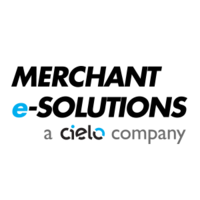 MERCHANT
e-SOLUTIONS
a cielo company